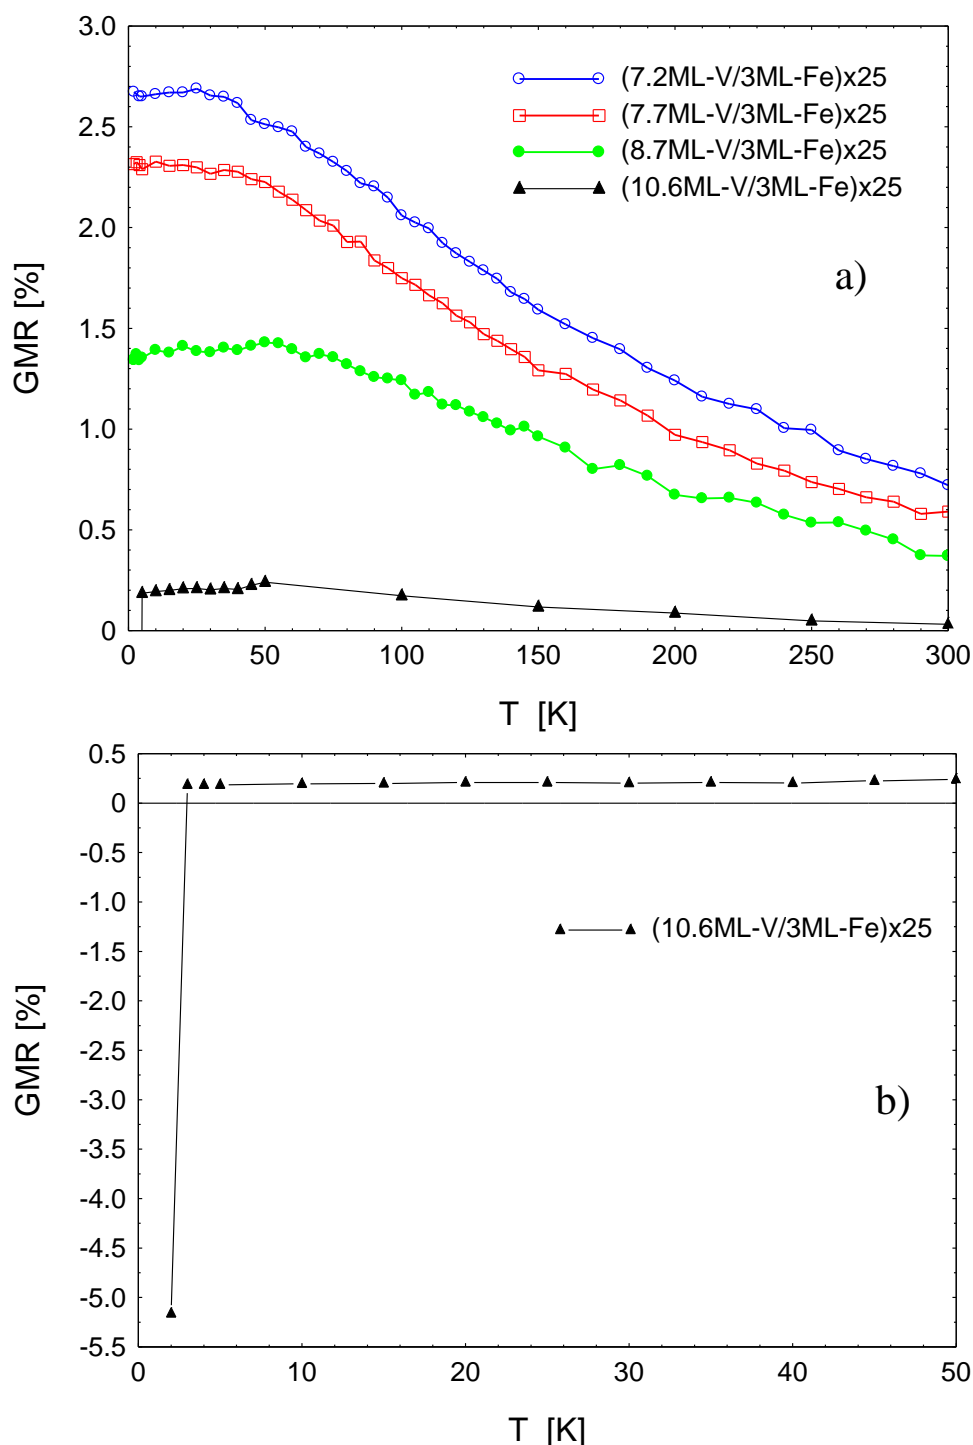 3.0
2.5
2.0
1.5
1.0
0.5
0
GMR [%]
(7.2ML-V/3ML-Fe)x25
(7.7ML-V/3ML-Fe)x25
(8.7ML-V/3ML-Fe)x25
(10.6ML-V/3ML-Fe)x25
a)
0 50 100 150 200 250 300
T [K]
0.5
0
-0.5
-1.0
-1.5
-2.0
-2.5
-3.0
-3.5
-4.0
-4.5
-5.0
-5.5
GMR [%]
(10.6ML-V/3ML-Fe)x25
b)
0 10 20 30 40 50
T [K]